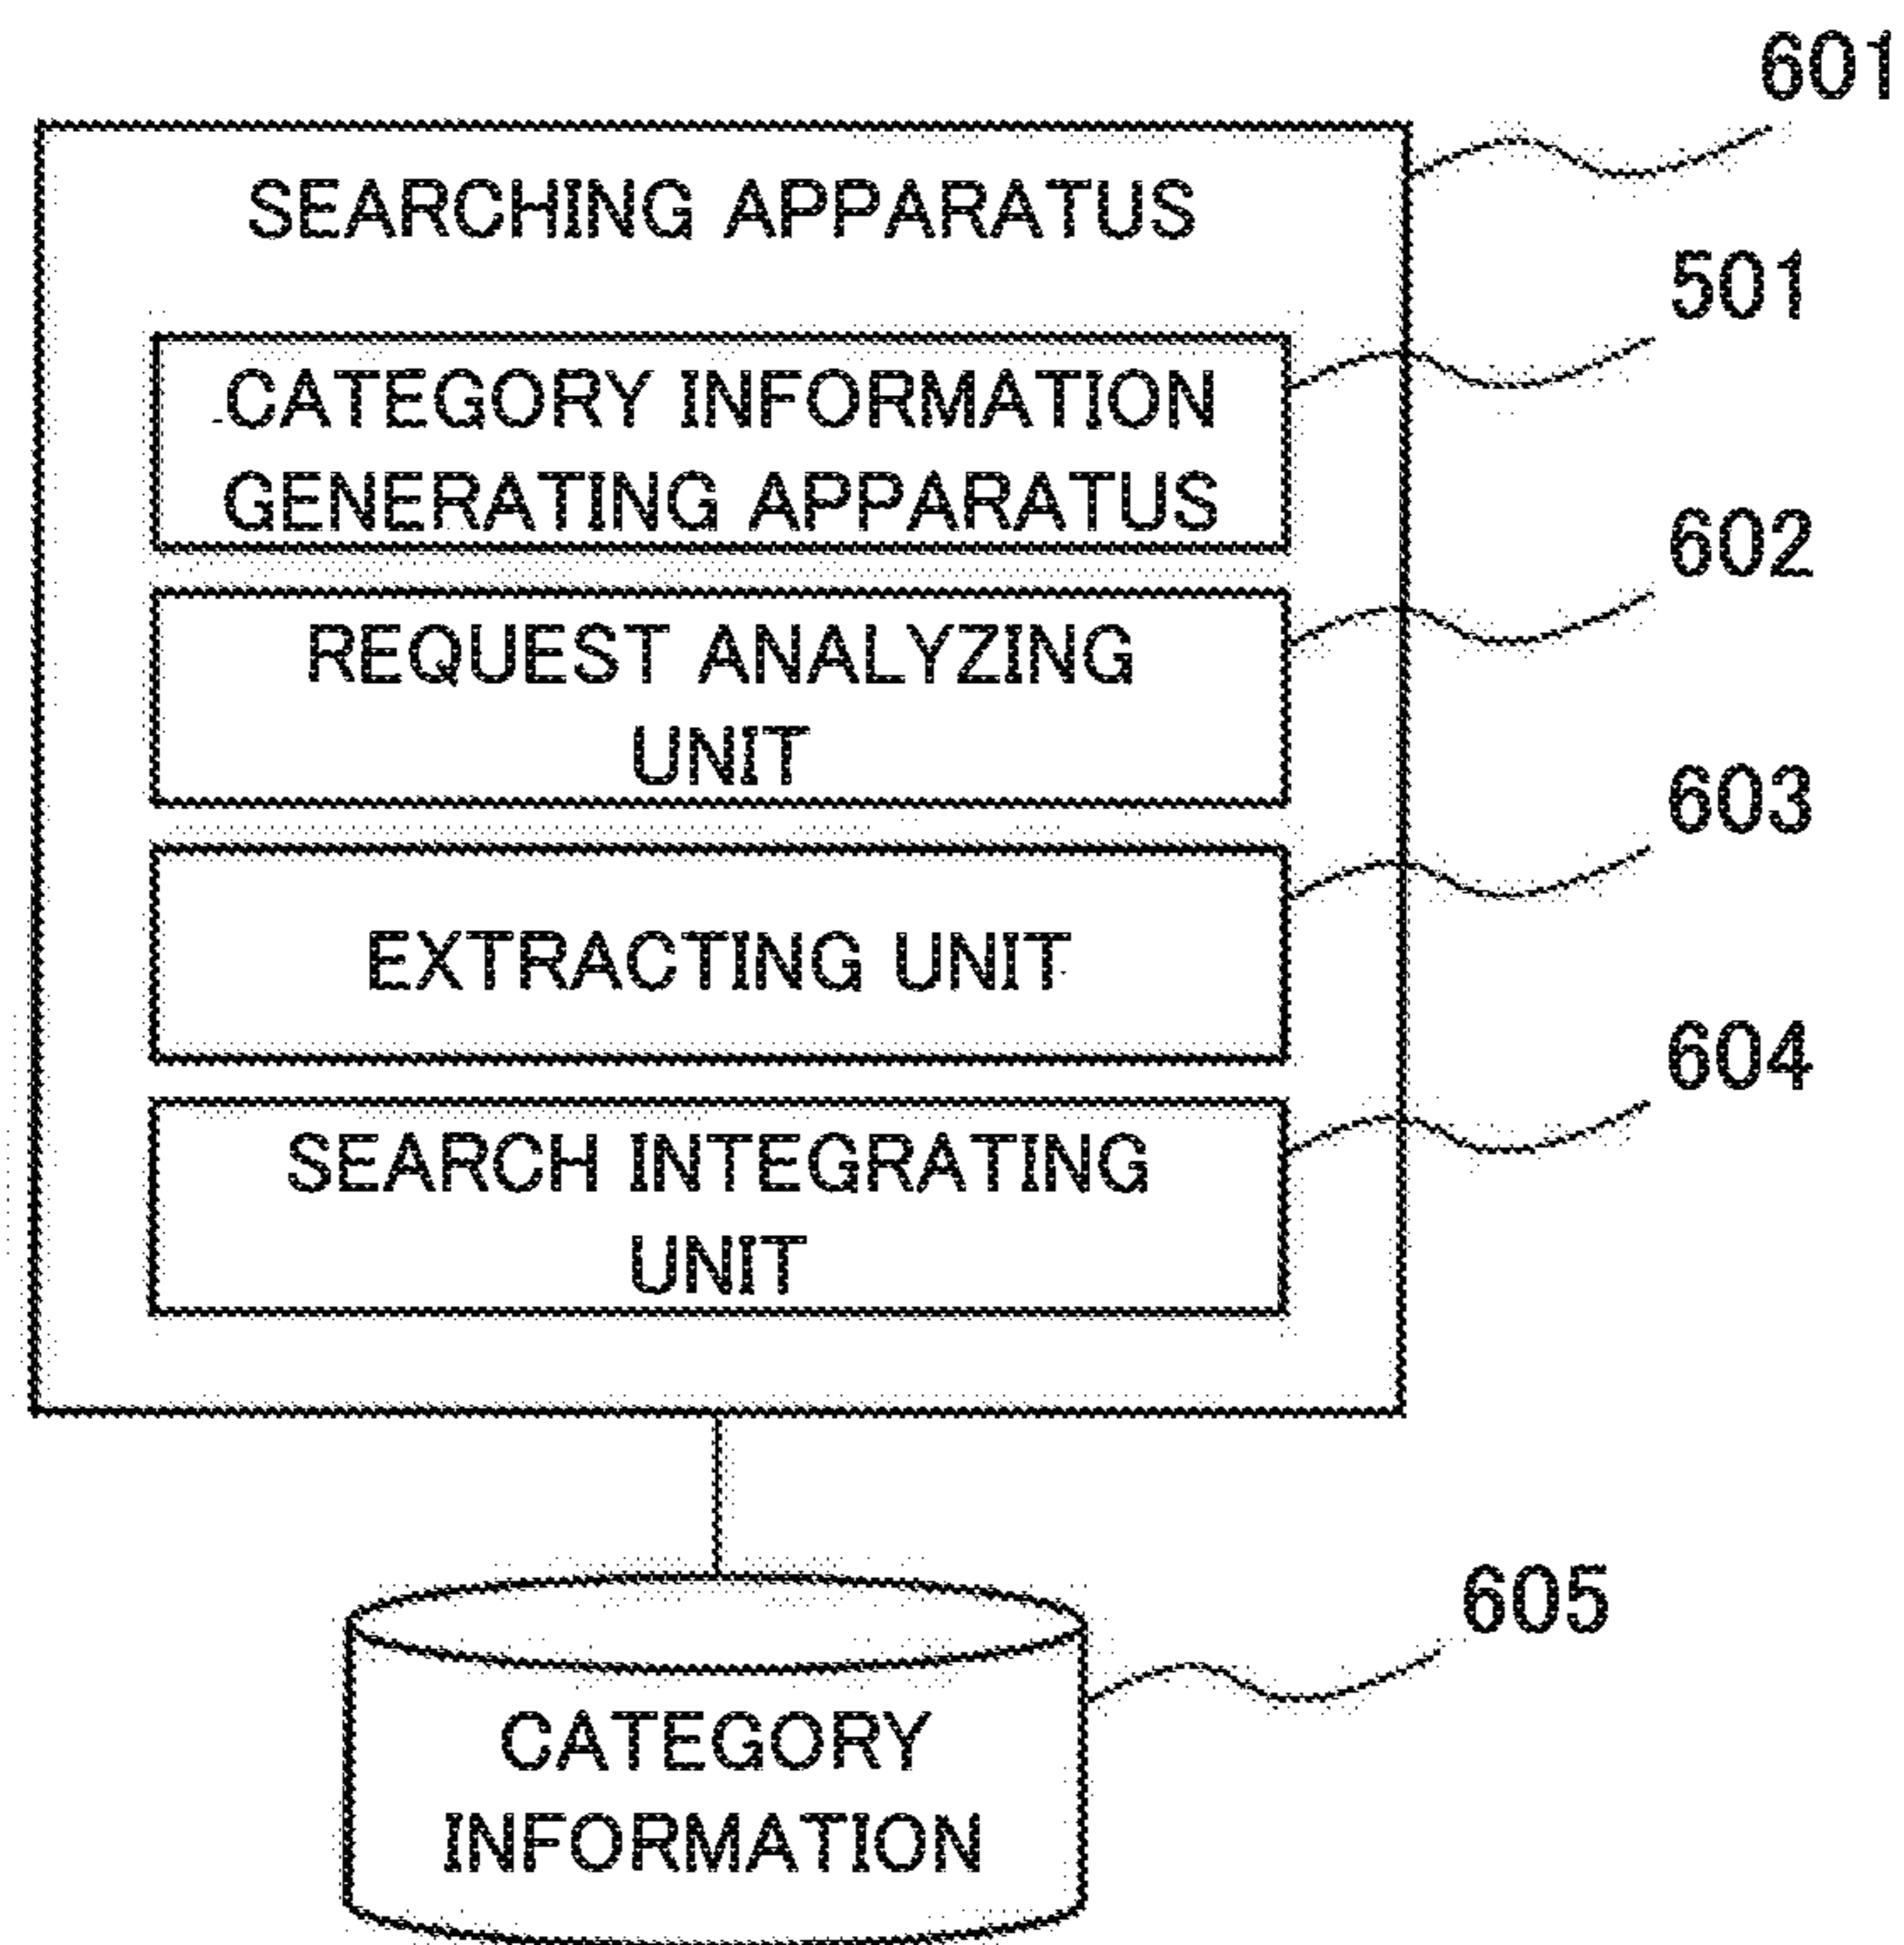 601
SEARCHING APPARATUS
501
CATEGORY INFORMATION
GENERATING APPARATUS
602
REQUEST ANALYZING
UNIT
603
EXTRACTING UNIT
604
SEARCH INTEGRATING
UNIT
605
CATEGORY
INFORMATION